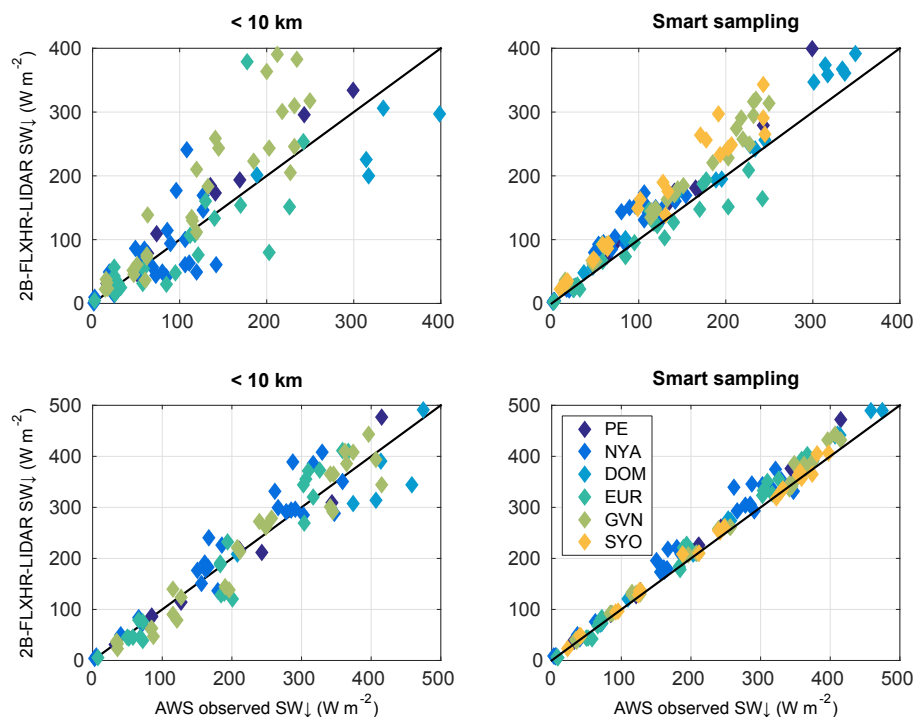 < 10 km
Smart sampling
2B-FLXHR-LIDAR SW↓ (W m-2)
400
300
200
100
0
0 100 200 300 400
400
300
200
100
0
0 100 200 300 400
< 10 km
Smart sampling
2B-FLXHR-LIDAR SW↓ (W m-2)
500
400
300
200
100
0
0 100 200 300 400 500
AWS observed SW↓ (W m-2)
500
400
300
200
100
0
PE
NYA
DOM
EUR
GVN
SYO
0 100 200 300 400 500
AWS observed SW↓ (W m-2)